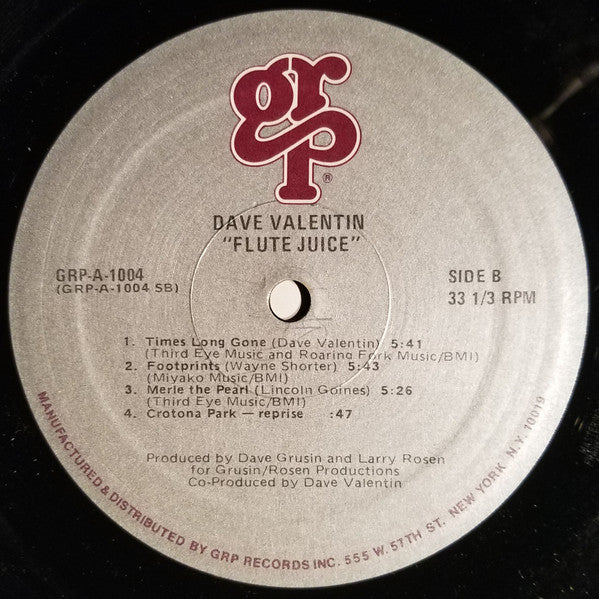 grp®
DAVE VALENTIN
"FLUTE JUICE"
GRP-A-1004
(GRP-A-1004 SB)
SIDE B
33 1/3 RPM
1. Times Long Gone (Dave Valentin) 5:41
(Third Eye Music and Roaring Fork Music/BMI)
2. Footprints (Wayne Shorter) 5:43
(Miyako Music/BMI)
3. Merle the Pearl (Lincoln Goines) 5:26
(Third Eye Music/BMI)
4. Crotona Park — reprise :47
Produced by Dave Grusin and Larry Rosen
for Grusin/Rosen Productions
Co-Produced by Dave Valentin
MANUFACTURED & DISTRIBUTED BY GRP RECORDS INC. 555 W. 57TH ST. NEW YORK N.Y. 10019